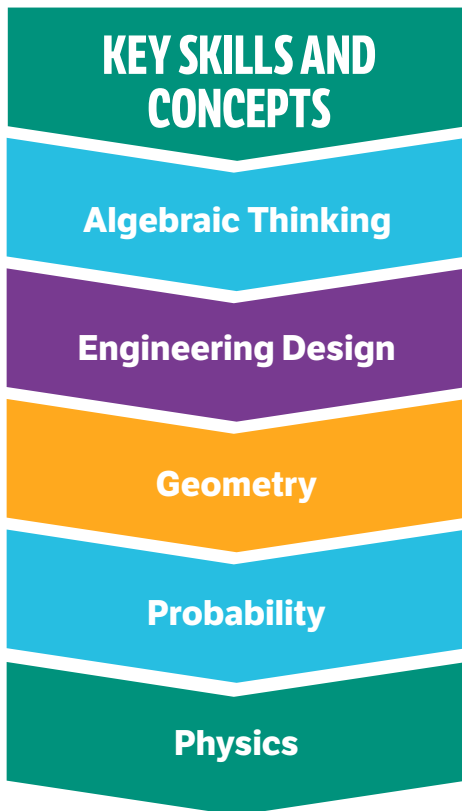 KEY SKILLS AND
CONCEPTS
Algebraic Thinking
Engineering Design
Geometry
Probability
Physics